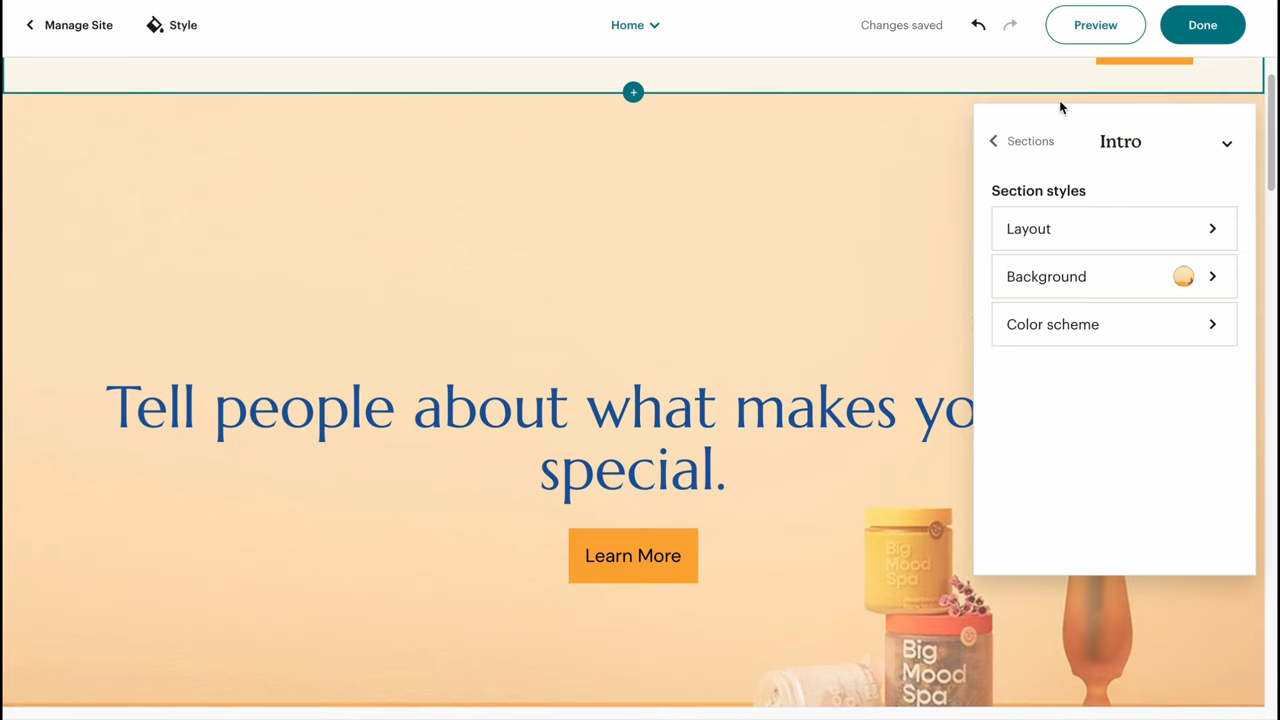 Manage Site
Style
Home
Changes saved
Preview
Done
Sections
Intro
Section styles
Layout
Background
Color scheme
Tell people about what makes yo
special.
Learn More
Big
Mood
Spa
Big
Mood
Spa